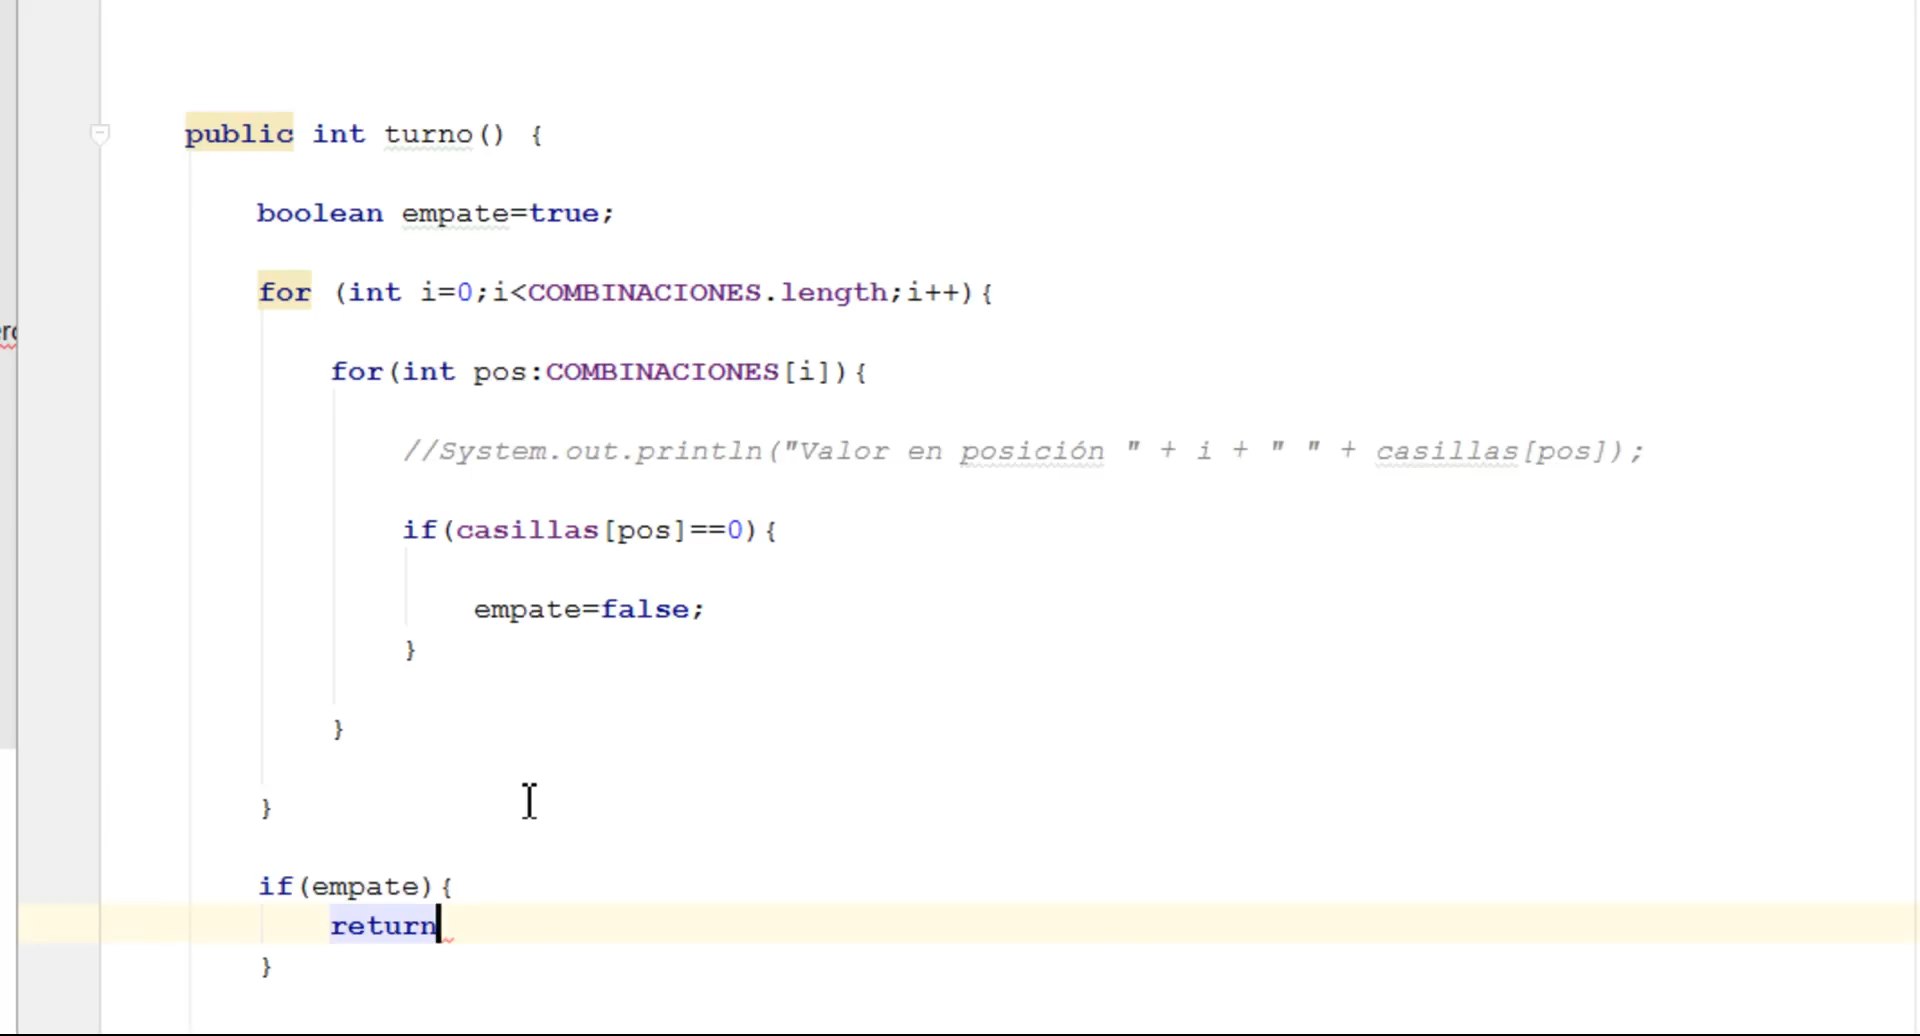 public int turno() {
boolean empate=true;
for (int i=0;i<COMBINACIONES.length;i++){
for(int pos:COMBINACIONES[i]){
//System.out.println("Valor en posición " + i + " " + casillas[pos]);
if(casillas[pos]==0){
empate=false;
}
}
}
if(empate){
return
}